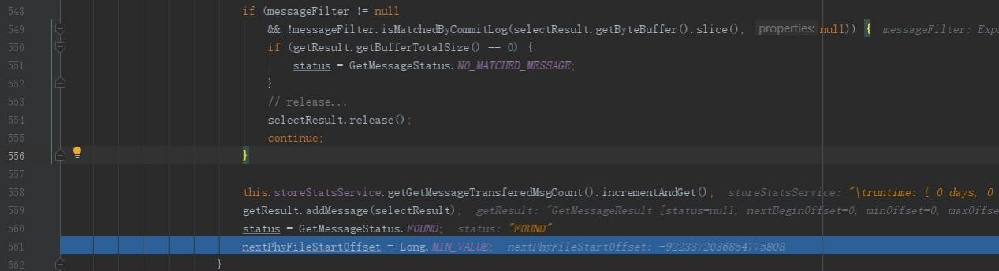 548 if (messageFilter != null
549 && !messageFilter.isMatchedByCommitLog(selectResult.getByteBuffer().slice(), properties: null)) { messageFilter: Exp
550 if (getResult.getBufferTotalSize() == 0) {
551 status = GetMessageStatus.NO_MATCHED_MESSAGE;
552 }
553 // release...
554 selectResult.release();
555 continue;
556 }
557
558 this.storeStatsService.getGetMessageTransferedMsgCount().incrementAndGet(); storeStatsService: "\truntime: [ 0 days, 0
559 getResult.addMessage(selectResult); getResult: "GetMessageResult [status=null, nextBeginOffset=0, minOffset=0, maxOffse
560 status = GetMessageStatus.FOUND; status: "FOUND"
561 nextPhyFileStartOffset = Long.MIN_VALUE; nextPhyFileStartOffset: -9223372036854775808
562 }